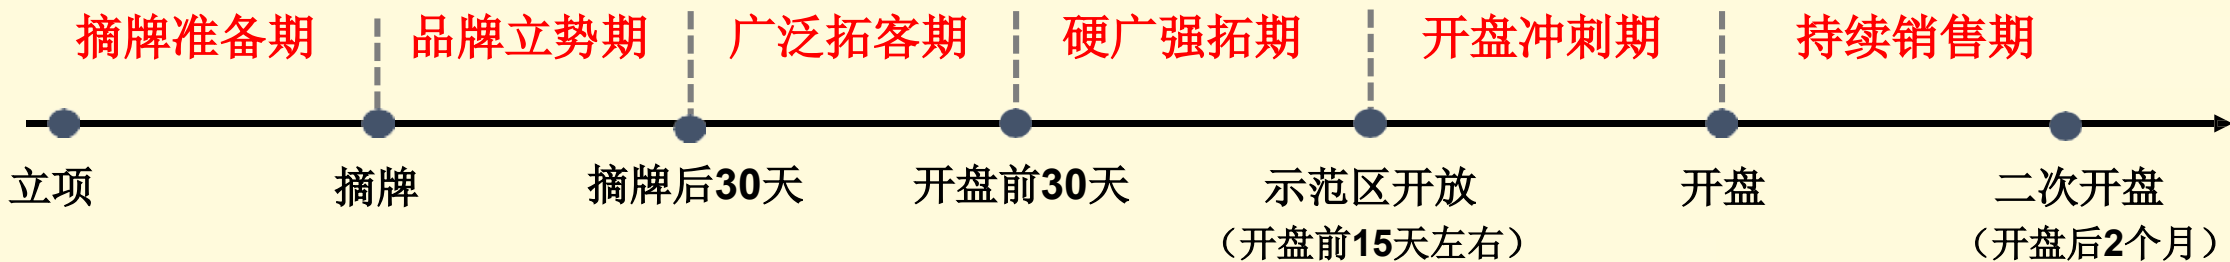 摘牌准备期 品牌立势期 广泛拓客期 硬广强拓期 开盘冲刺期 持续销售期
立项 摘牌 摘牌后30天 开盘前30天 示范区开放 开盘 二次开盘
（开盘前15天左右） （开盘后2个月）